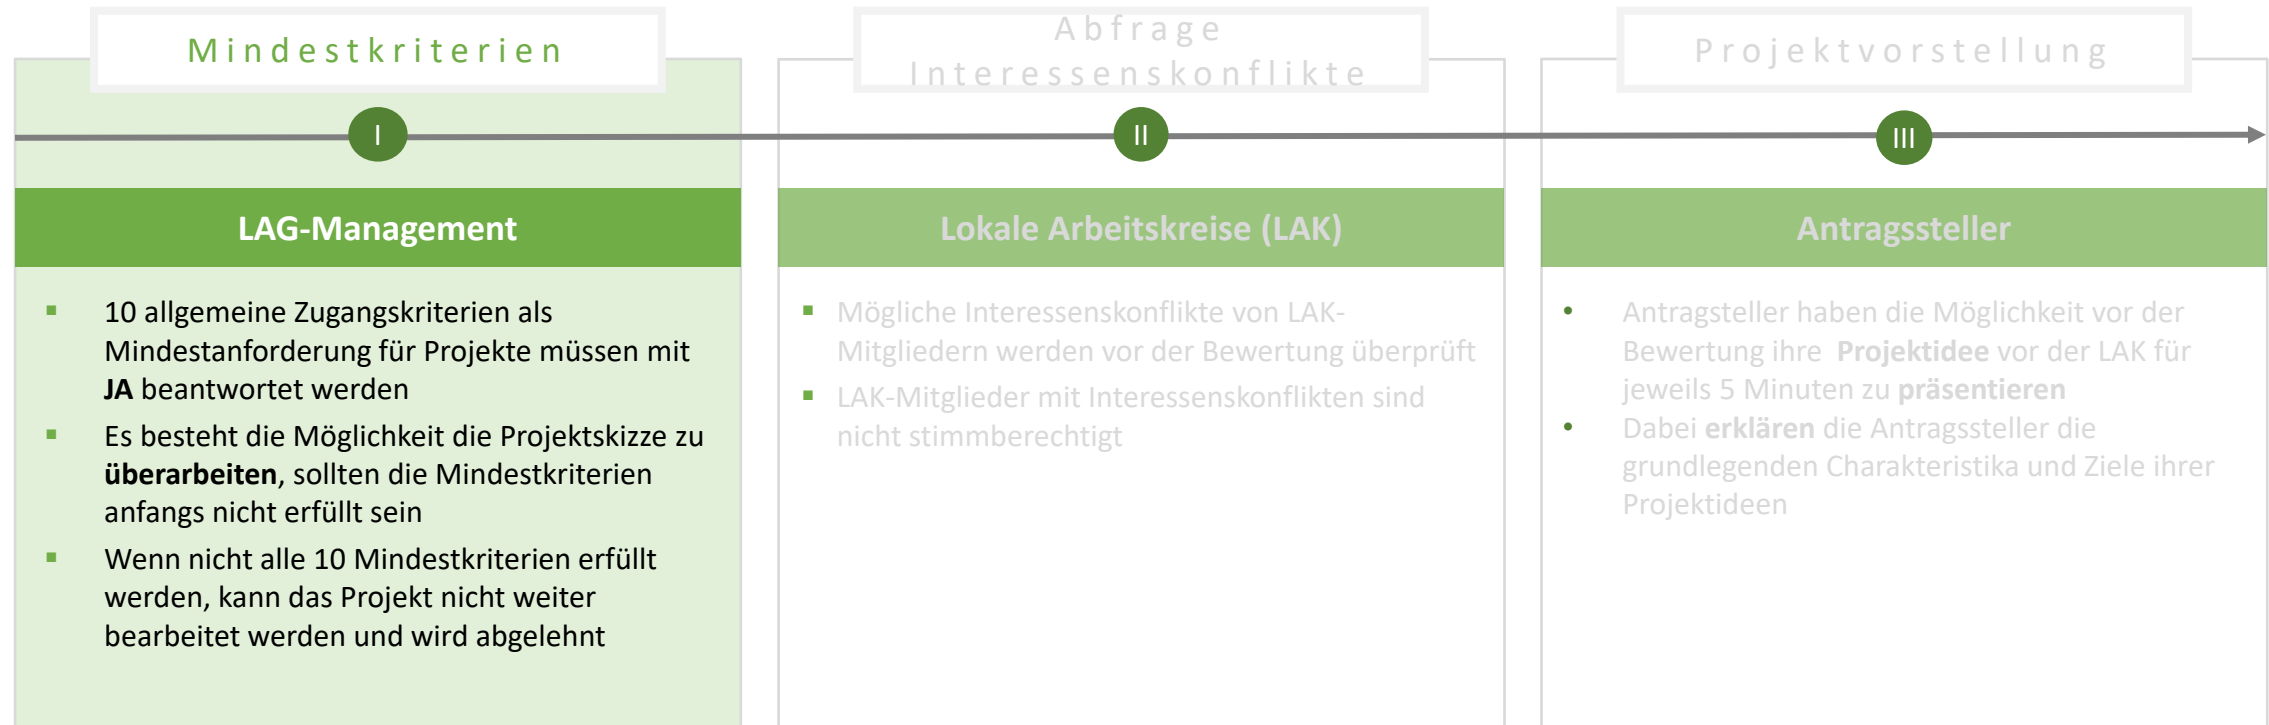 Mindestkriterien
I
LAG-Management
▪ 10 allgemeine Zugangskriterien als
Mindestanforderung für Projekte müssen mit
JA beantwortet werden
▪ Es besteht die Möglichkeit die Projektskizze zu
überarbeiten, sollten die Mindestkriterien
anfangs nicht erfüllt sein
▪ Wenn nicht alle 10 Mindestkriterien erfüllt
werden, kann das Projekt nicht weiter
bearbeitet werden und wird abgelehnt
Abfrage
Interessenskonflikte
II
Lokale Arbeitskreise (LAK)
▪ Mögliche Interessenskonflikte von LAK-
Mitgliedern werden vor der Bewertung überprüft
▪ LAK-Mitglieder mit Interessenskonflikten sind
nicht stimmberechtigt
Projektvorstellung
III
Antragssteller
• Antragsteller haben die Möglichkeit vor der
Bewertung ihre Projektidee vor der LAK für
jeweils 5 Minuten zu präsentieren
• Dabei erklären die Antragssteller die
grundlegenden Charakteristika und Ziele ihrer
Projektideen